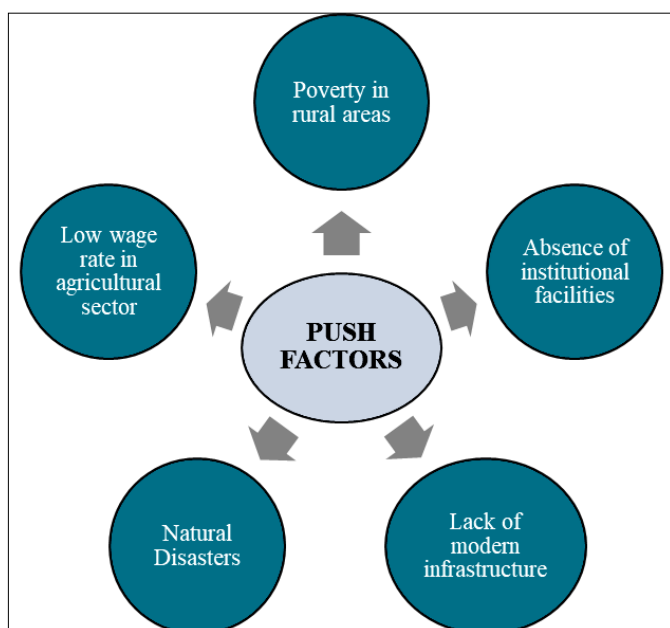 Poverty in
rural areas
Low wage
rate in
agricultural
sector
Absence of
institutional
facilities
PUSH
FACTORS
Natural
Disasters
Lack of
modern
infrastructure